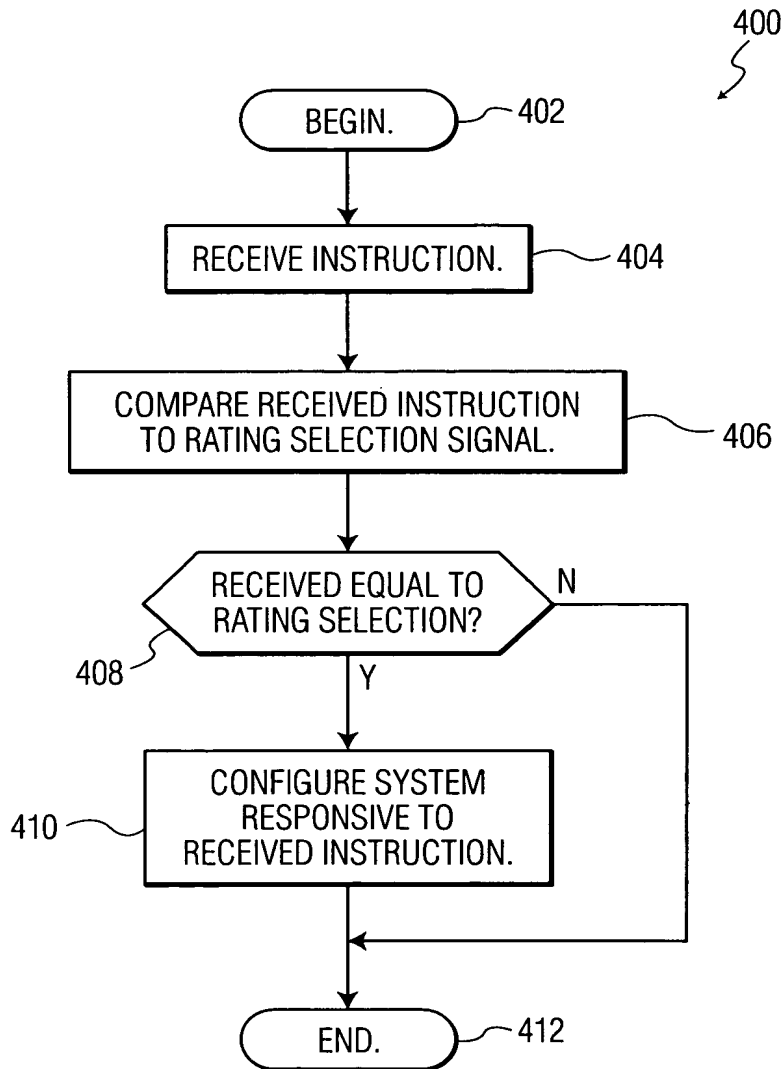 400
BEGIN.
402
RECEIVE INSTRUCTION.
404
COMPARE RECEIVED INSTRUCTION
TO RATING SELECTION SIGNAL.
406
RECEIVED EQUAL TO
RATING SELECTION?
N
408
Y
CONFIGURE SYSTEM
RESPONSIVE TO
RECEIVED INSTRUCTION.
410
END.
412